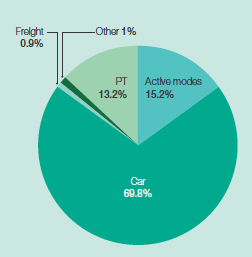 Freight
0.9%
Other 1%
PT
13.2%
Active modes
15.2%
Car
69.8%